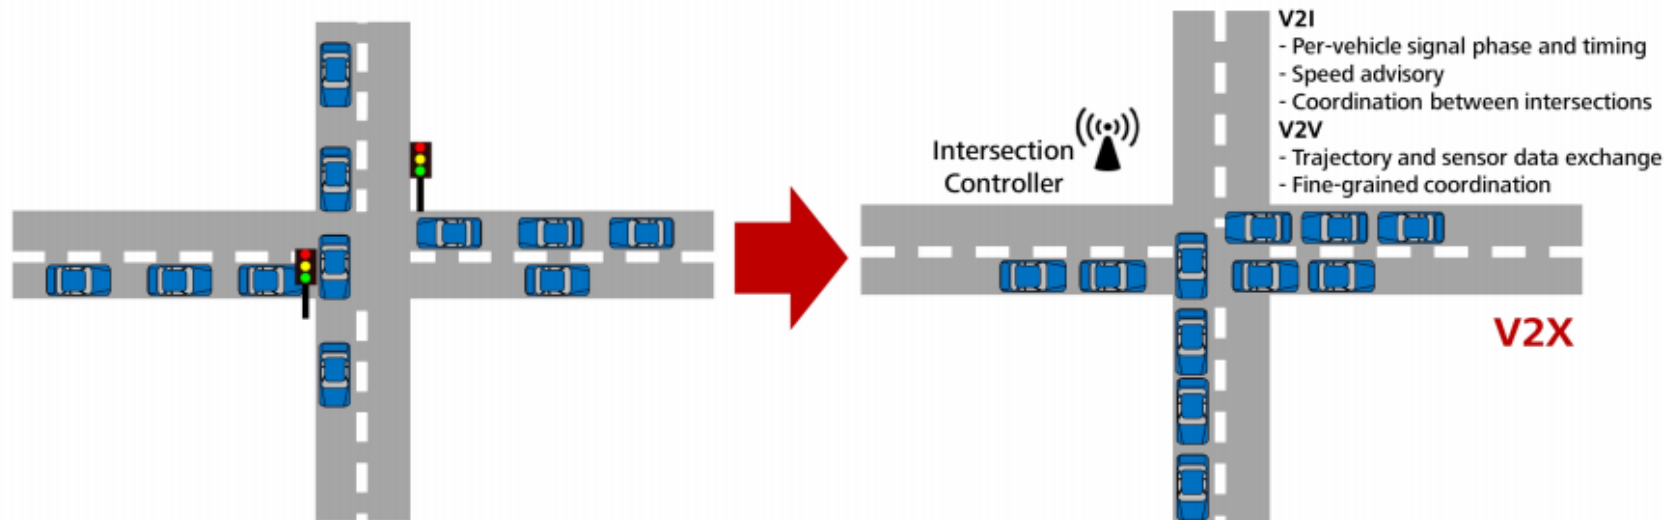 V2I
- Per-vehicle signal phase and timing
- Speed advisory
- Coordination between intersections
V2V
- Trajectory and sensor data exchange
- Fine-grained coordination
Intersection
Controller
V2X